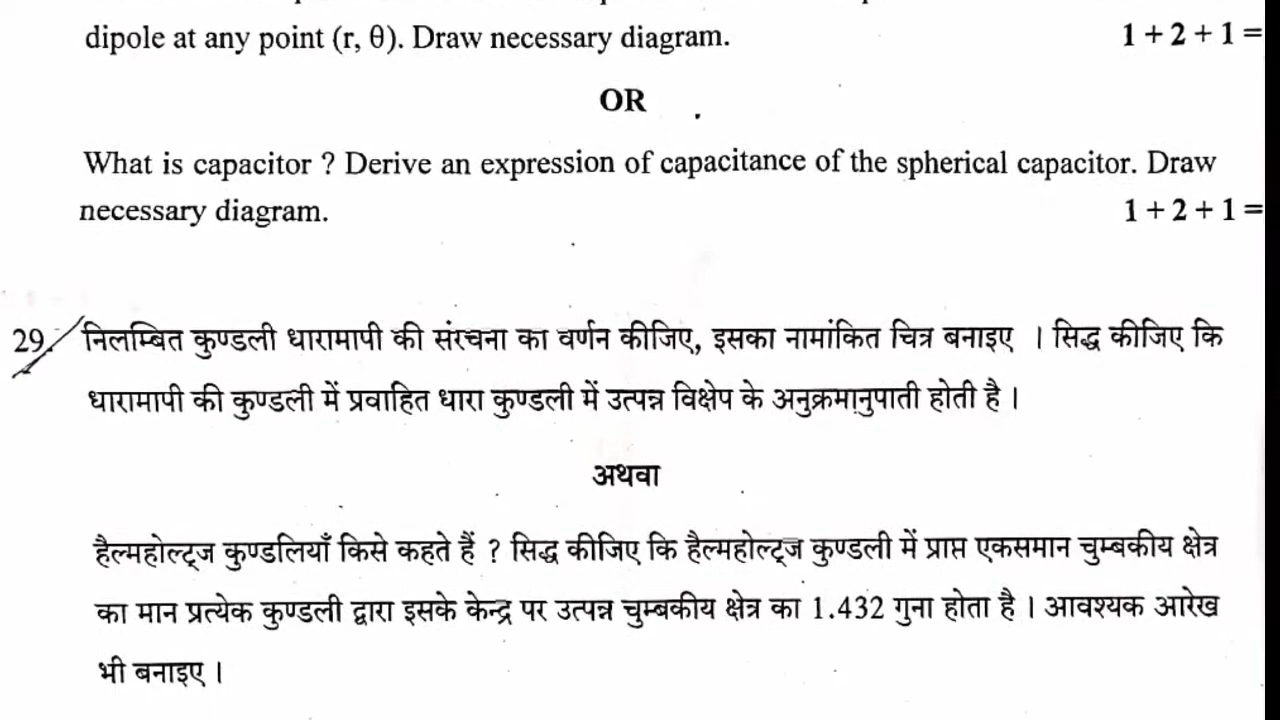 dipole at any point (r, θ). Draw necessary diagram. 1 + 2 + 1 =
OR
What is capacitor ? Derive an expression of capacitance of the spherical capacitor. Draw
necessary diagram. 1 + 2 + 1 =
29. निलम्बित कुण्डली धारामापी की संरचना का वर्णन कीजिए, इसका नामांकित चित्र बनाइए । सिद्ध कीजिए कि
धारामापी की कुण्डली में प्रवाहित धारा कुण्डली में उत्पन्न विक्षेप के अनुक्रमानुपाती होती है ।
अथवा
हैल्महोल्ट्ज कुण्डलियाँ किसे कहते हैं ? सिद्ध कीजिए कि हैल्महोल्ट्ज कुण्डली में प्राप्त एकसमान चुम्बकीय क्षेत्र
का मान प्रत्येक कुण्डली द्वारा इसके केन्द्र पर उत्पन्न चुम्बकीय क्षेत्र का 1.432 गुना होता है । आवश्यक आरेख
भी बनाइए ।